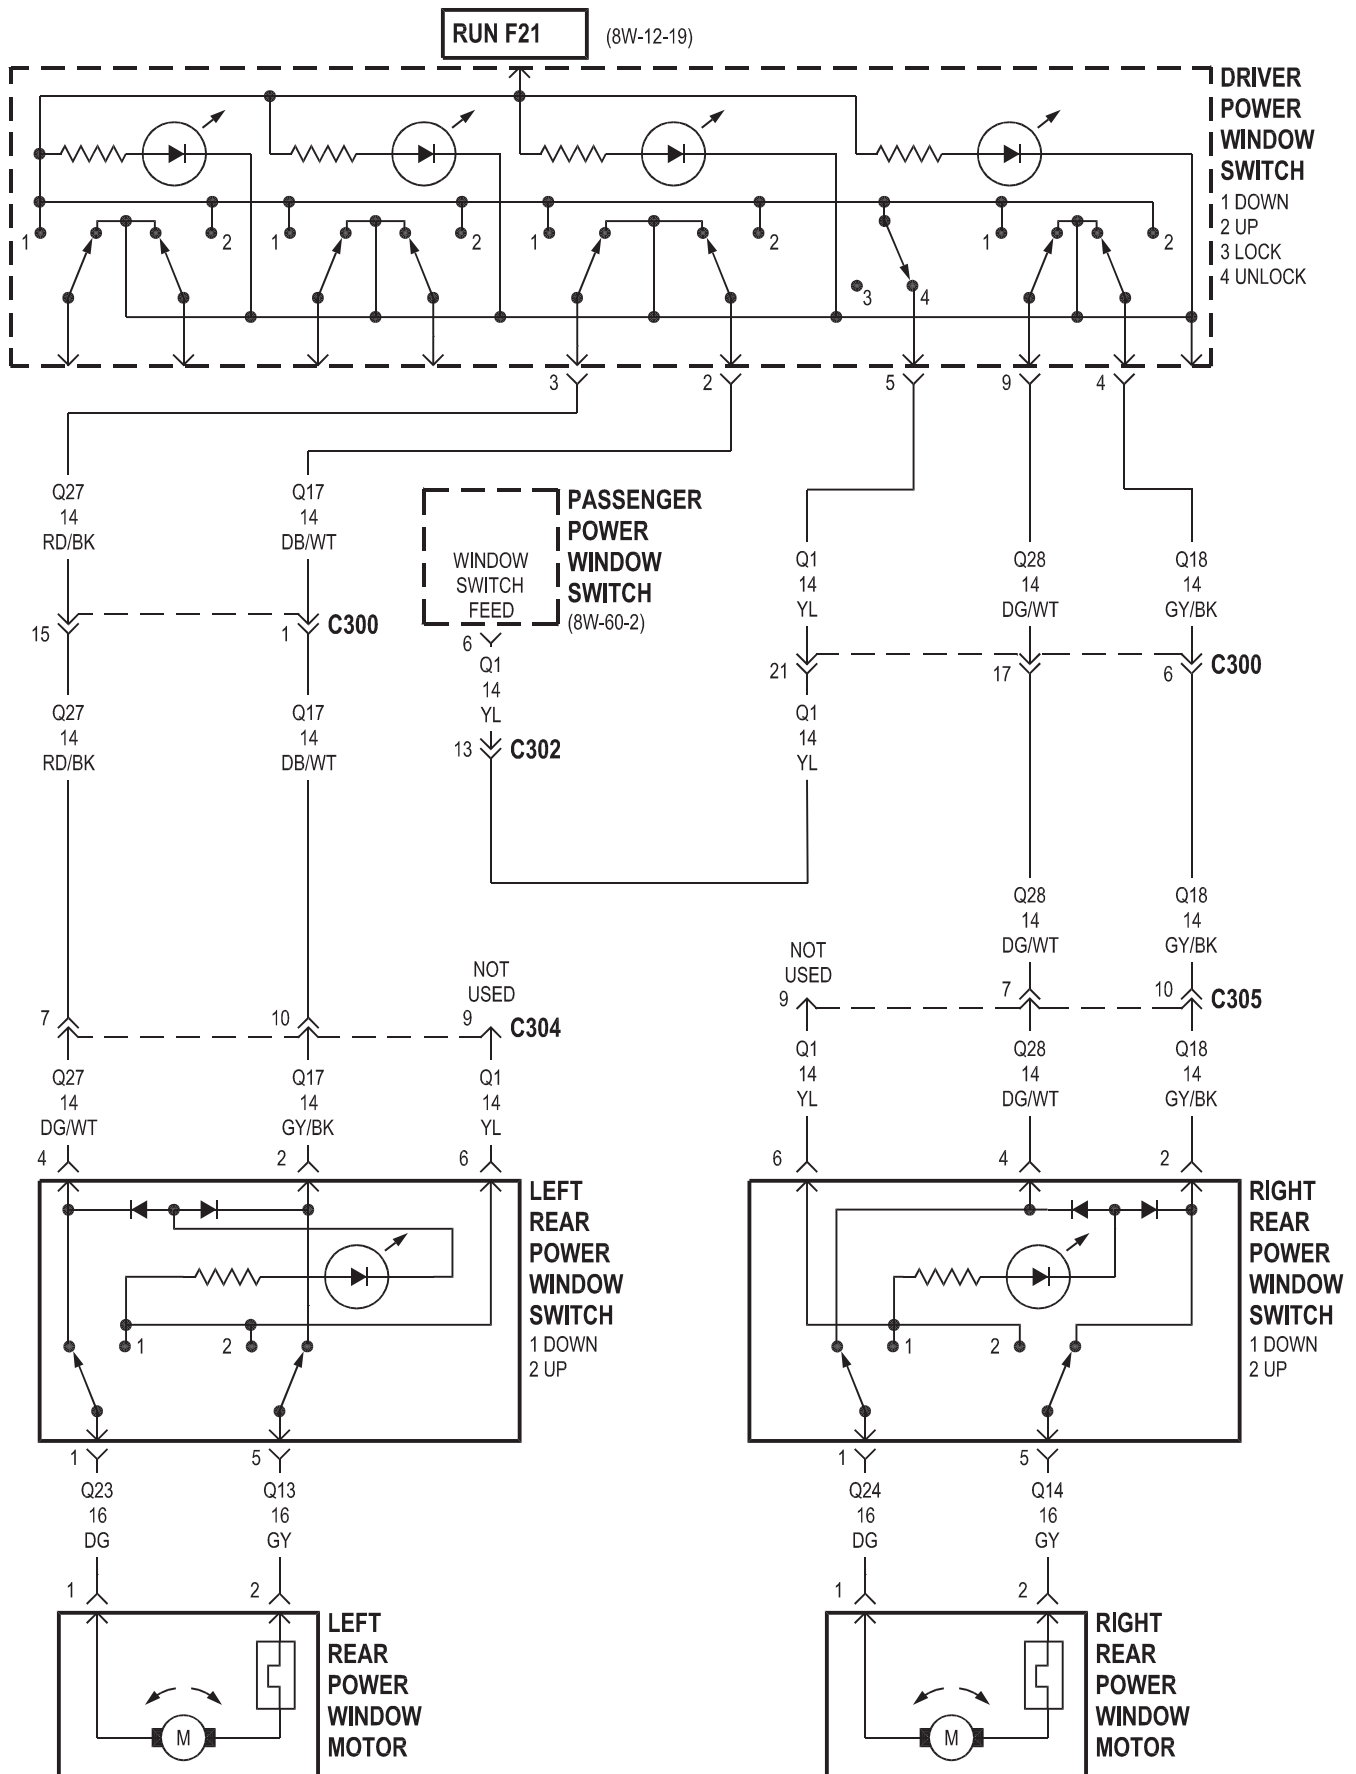 RUN F21 (8W-12-19)
DRIVER
POWER
WINDOW
SWITCH
1 DOWN
2 UP
3 LOCK
4 UNLOCK
1 2 1 2 1 2 3 4 1 2
3 2 5 9 4
Q27
14
RD/BK
Q17
14
DB/WT
PASSENGER
POWER
WINDOW
SWITCH
(8W-60-2)
WINDOW
SWITCH
FEED
Q1
14
YL
Q28
14
DG/WT
Q18
14
GY/BK
15 1 C300
6
Q1
14
YL
13 C302
21 17 6 C300
Q27
14
RD/BK
Q17
14
DB/WT
Q1
14
YL
Q28
14
DG/WT
Q18
14
GY/BK
NOT
USED
7 10 9 C304
NOT
USED
9 7 10 C305
Q27
14
DG/WT
Q17
14
GY/BK
Q1
14
YL
Q1
14
YL
Q28
14
DG/WT
Q18
14
GY/BK
4 2 6
6 4 2
LEFT
REAR
POWER
WINDOW
SWITCH
1 DOWN
2 UP
1 2
RIGHT
REAR
POWER
WINDOW
SWITCH
1 DOWN
2 UP
1 2
1 5
Q23
16
DG
Q13
16
GY
1 5
Q24
16
DG
Q14
16
GY
1 2
LEFT
REAR
POWER
WINDOW
MOTOR
M
1 2
RIGHT
REAR
POWER
WINDOW
MOTOR
M